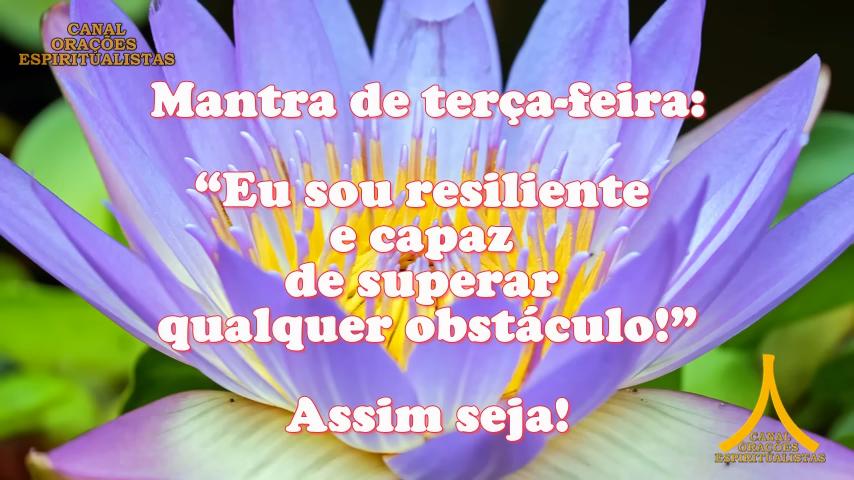 CANAL
ORAÇÕES
ESPIRITUALISTAS
Mantra de terça-feira:
“Eu sou resiliente
e capaz
de superar
qualquer obstáculo!”
Assim seja!
CANAL
ORAÇÕES
ESPIRITUALISTAS